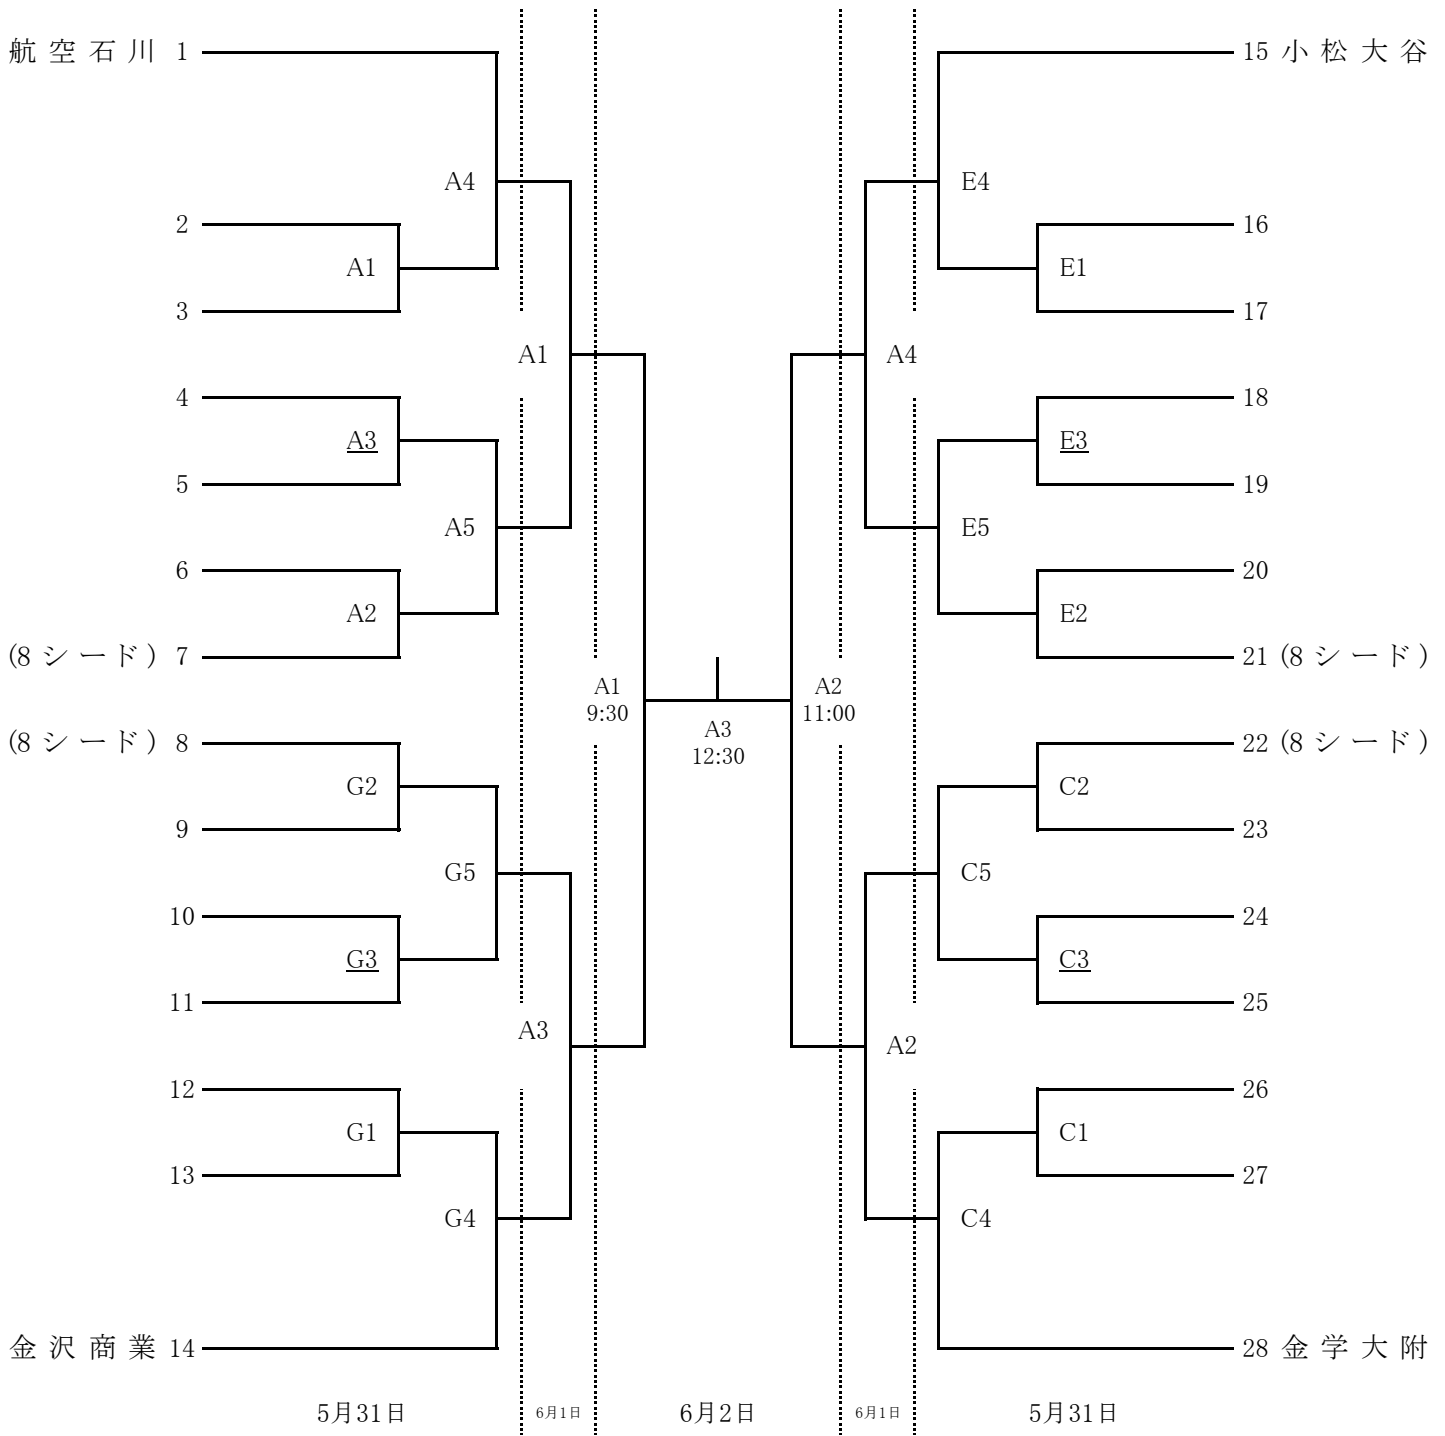 航空石川 1
15 小松大谷
A4
E4
2
16
A1
E1
3
17
A1
A4
4
18
A3
E3
5
19
A5
E5
6
20
A2
E2
(8シード) 7
21 (8シード)
A1
9:30
A2
11:00
A3
12:30
(8シード) 8
22 (8シード)
G2
C2
9
23
G5
C5
10
24
G3
C3
11
25
A3
A2
12
26
G1
C1
13
27
G4
C4
金沢商業 14
28 金学大附
5月31日
6月1日
6月2日
6月1日
5月31日